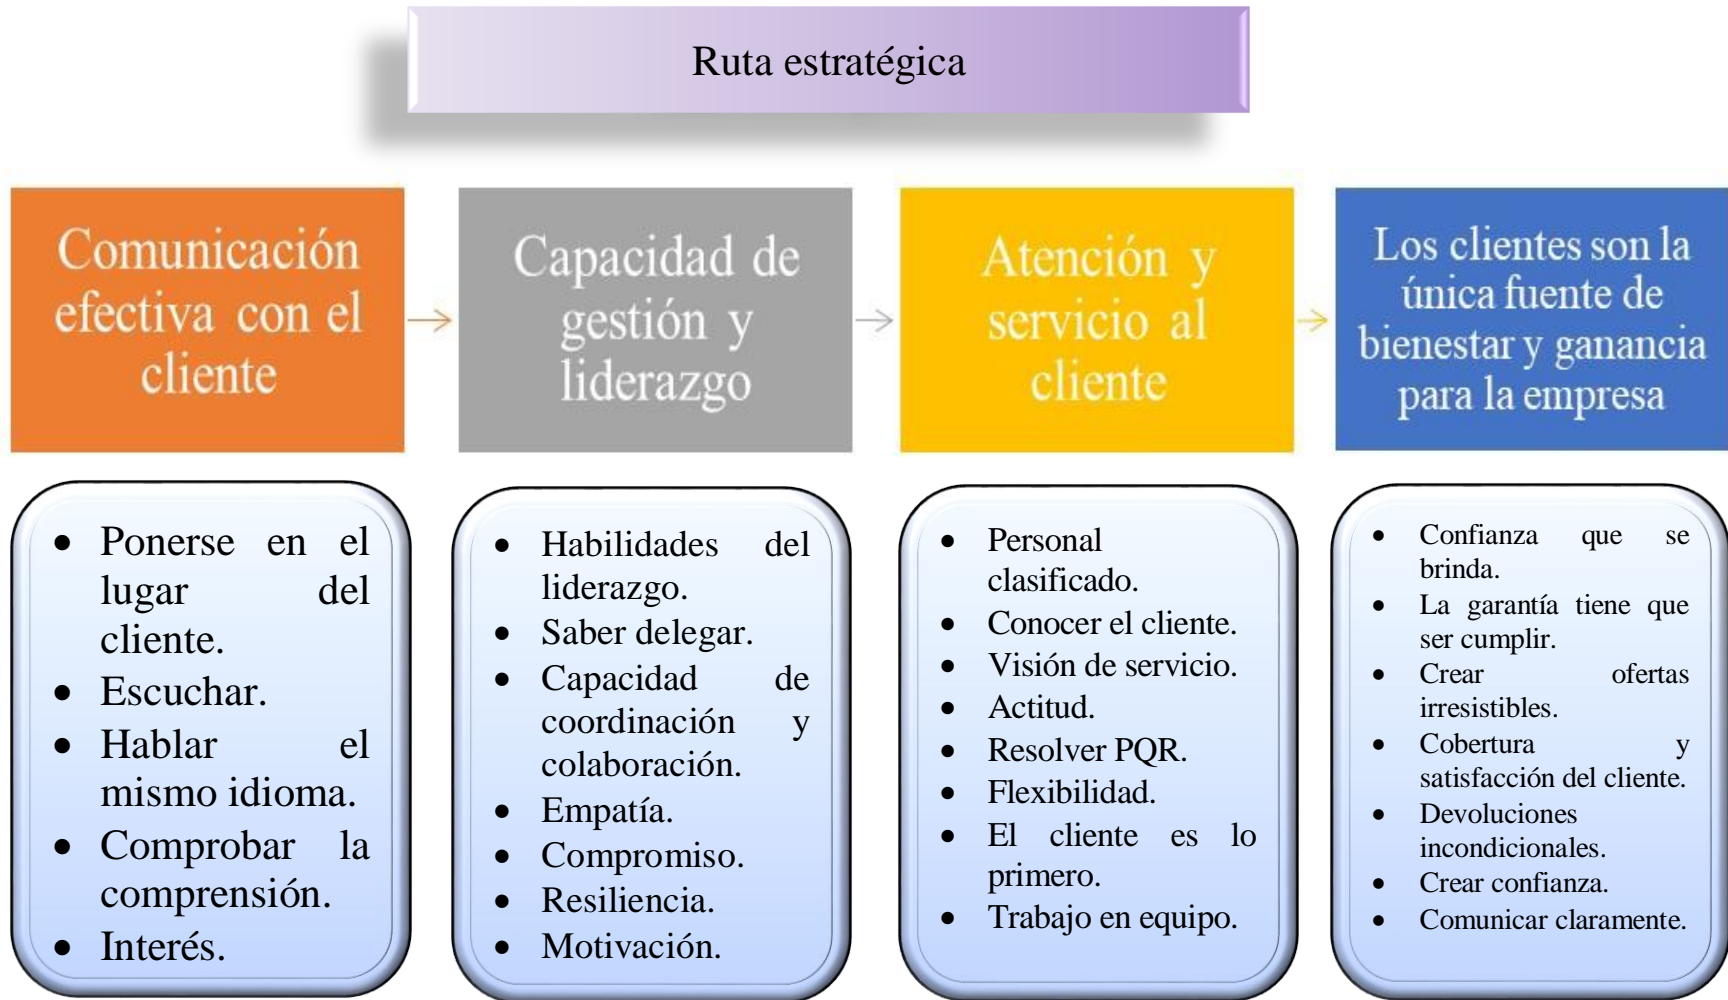 Ruta estratégica
Comunicación
efectiva con el
cliente
Capacidad de
gestión y
liderazgo
Atención y
servicio al
cliente
Los clientes son la
única fuente de
bienestar y ganancia
para la empresa
• Ponerse en el
lugar del
cliente.
• Escuchar.
• Hablar el
mismo idioma.
• Comprobar la
comprensión.
• Interés.
• Habilidades del
liderazgo.
• Saber delegar.
• Capacidad de
coordinación y
colaboración.
• Empatía.
• Compromiso.
• Resiliencia.
• Motivación.
• Personal
clasificado.
• Conocer el cliente.
• Visión de servicio.
• Actitud.
• Resolver PQR.
• Flexibilidad.
• El cliente es lo
primero.
• Trabajo en equipo.
• Confianza que se
brinda.
• La garantía tiene que
ser cumplir.
• Crear ofertas
irresistibles.
• Cobertura y
satisfacción del cliente.
• Devoluciones
incondicionales.
• Crear confianza.
• Comunicar claramente.